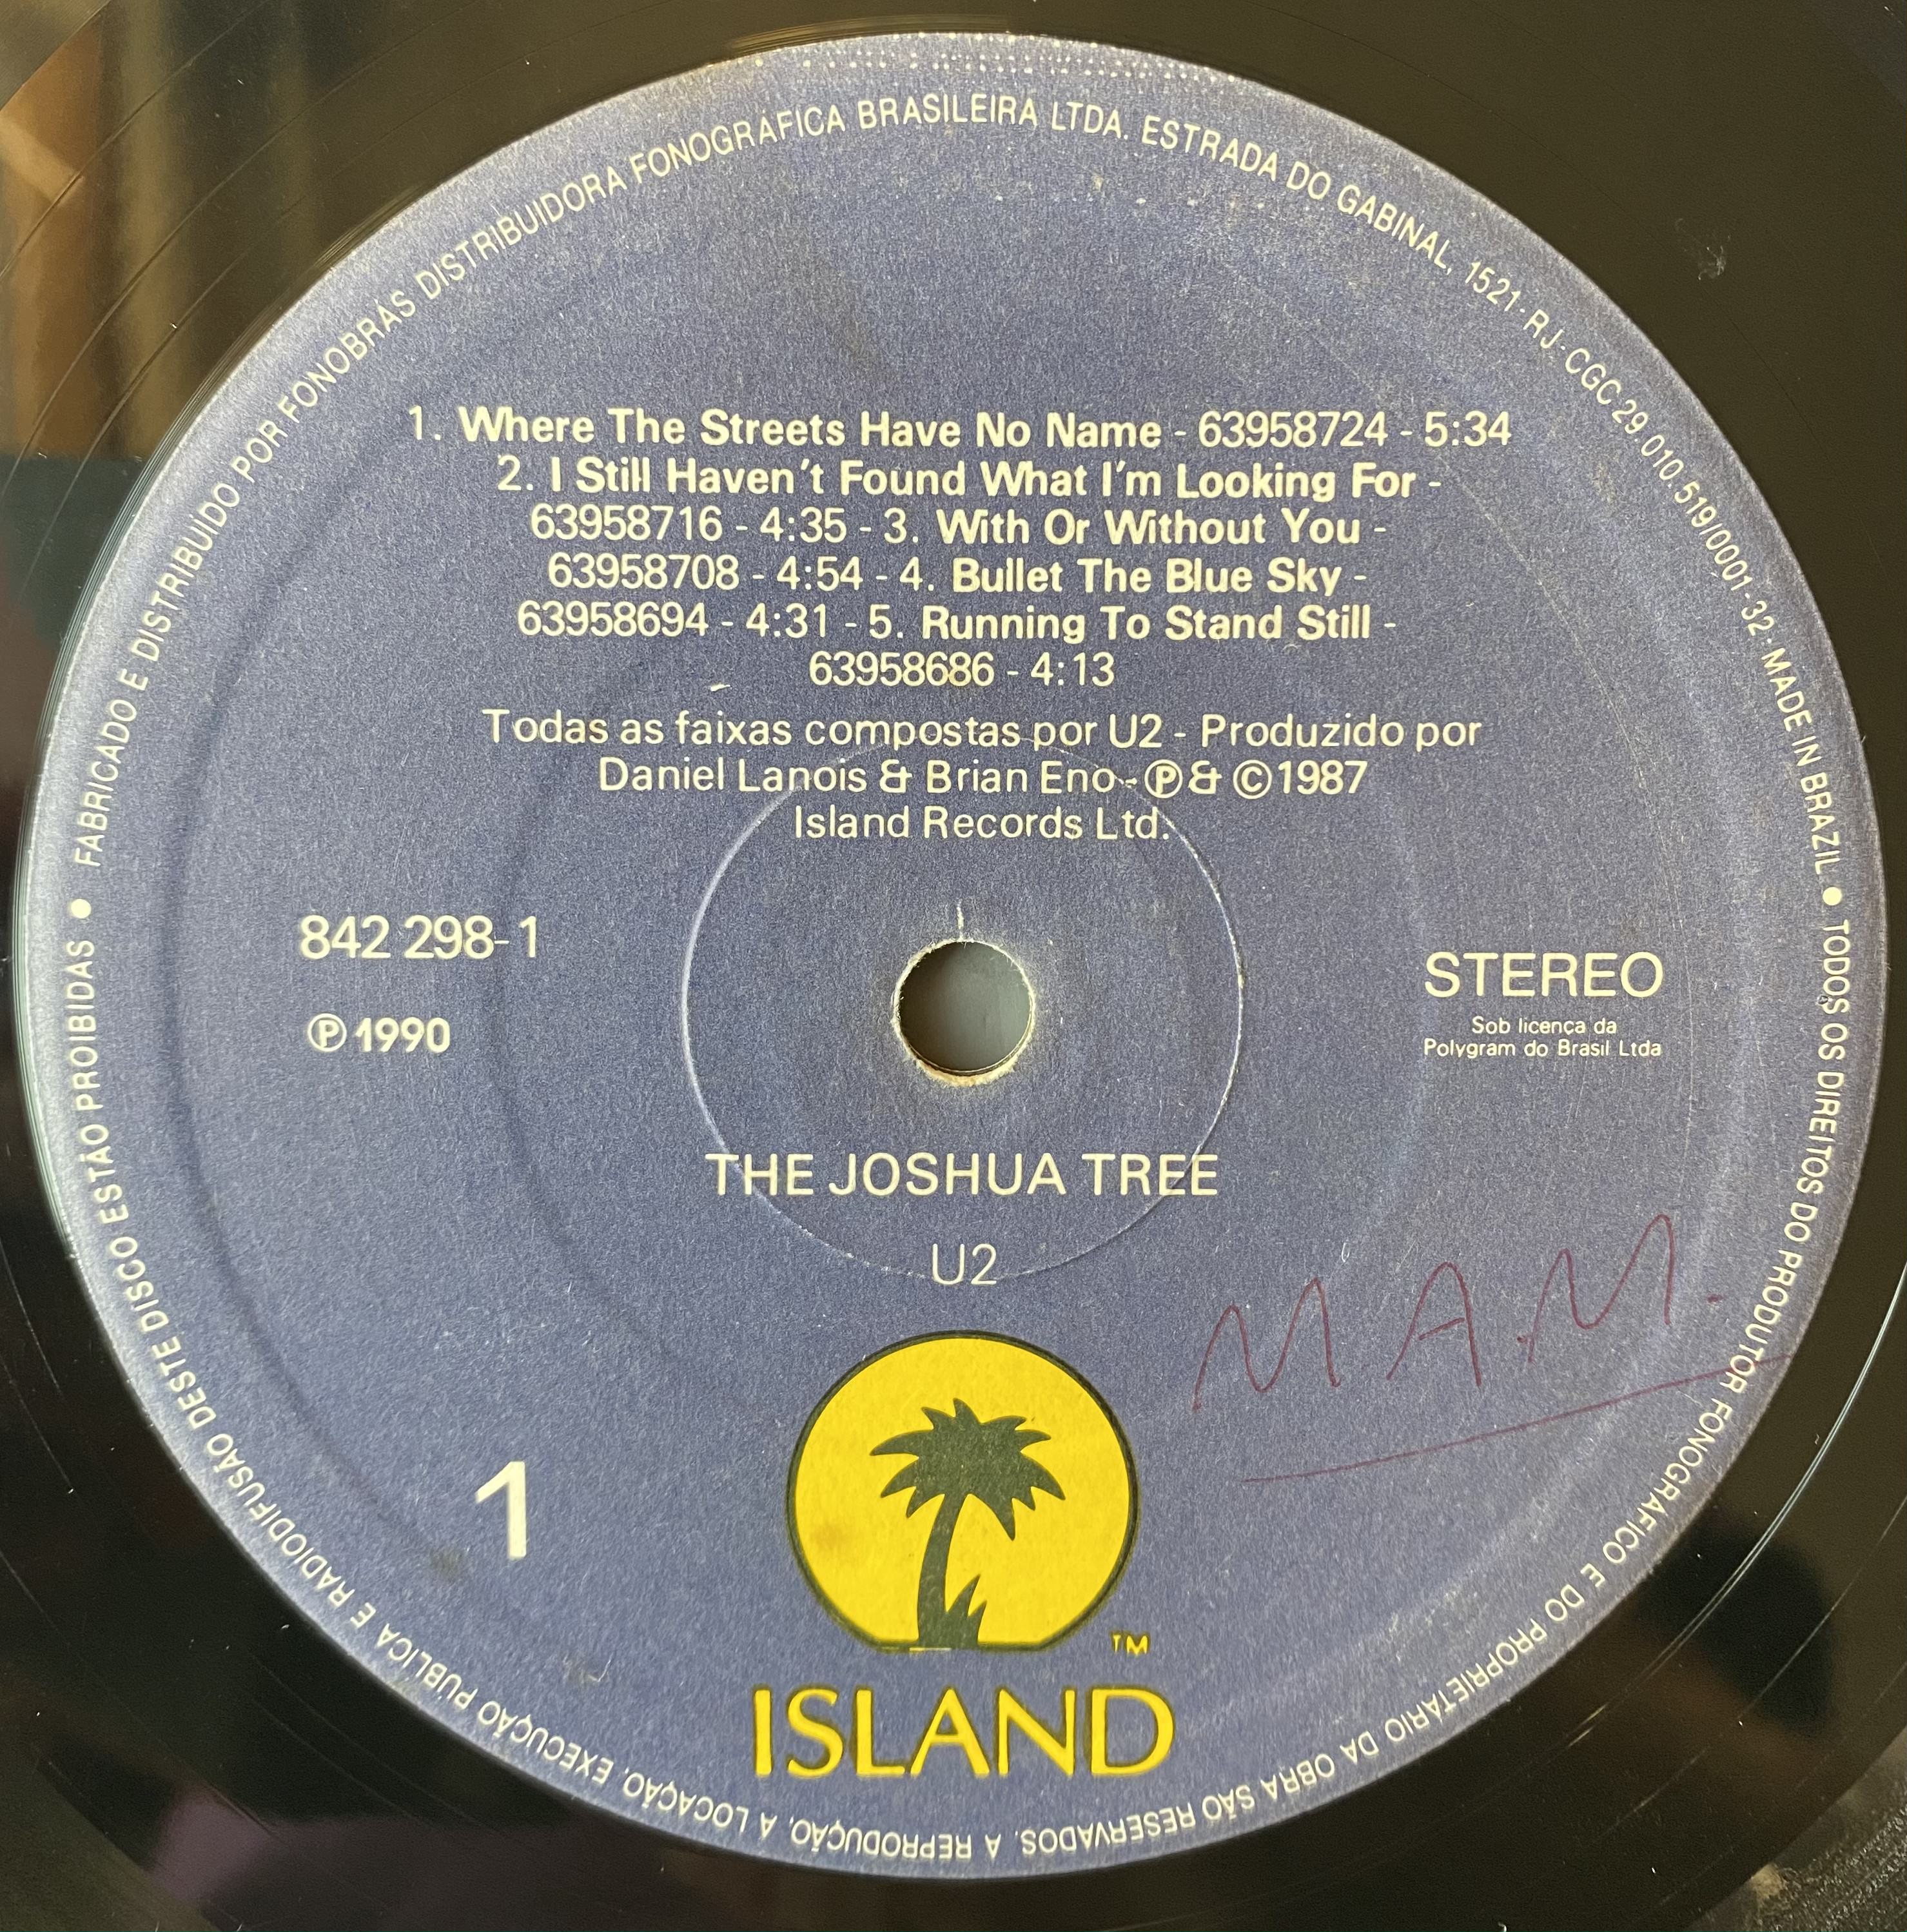 FABRICADO E DISTRIBUIDO POR FONOBRÁS DISTRIBUIDORA FONOGRÁFICA BRASILEIRA LTDA. ESTRADA DO GABINAL, 1521-RJ-CGC 29.010.519/0001-32-MADE IN BRAZIL •
1. Where The Streets Have No Name - 63958724 - 5:34
2. I Still Haven't Found What I'm Looking For -
63958716 - 4:35 - 3. With Or Without You -
63958708 - 4:54 - 4. Bullet The Blue Sky -
63958694 - 4:31 - 5. Running To Stand Still -
63958686 - 4:13
Todas as faixas compostas por U2 - Produzido por
Daniel Lanois & Brian Eno - ℗ & © 1987
Island Records Ltd.
842 298-1
℗ 1990
STEREO
Sob licença da
Polygram do Brasil Ltda
THE JOSHUA TREE
U2
M A.M.
1
TM
ISLAND
TODOS OS DIREITOS DO PRODUTOR FONOGRÁFICO E DO PROPRIETÁRIO DA OBRA SÃO RESERVADOS. A REPRODUÇÃO, A LOCAÇÃO, EXECUÇÃO PÚBLICA E RADIODIFUSÃO DESTE DISCO ESTÃO PROIBIDAS •